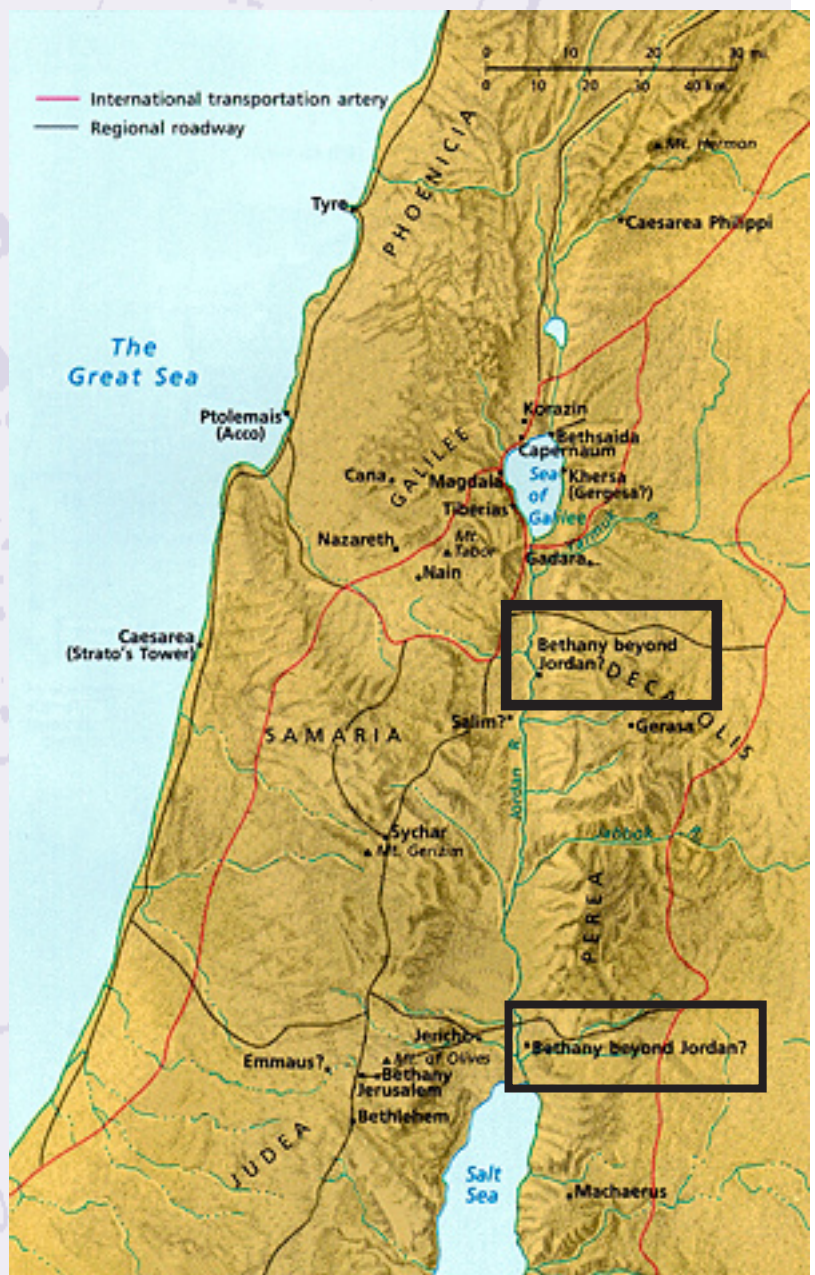 0 10 20 30 mi.
0 10 20 30 40 km.
International transportation artery
Regional roadway
Mt. Hermon
PHOENICIA
Tyre
Caesarea Philippi
The
Great Sea
Ptolemais
(Acco)
Korazin
Bethsaida
Capernaum
GALILEE
Cana
Magdala
Sea
of
Galilee
Khersa
(Gergesa?)
Tiberias
Yarmuk R.
Nazareth
Mt.
Tabor
Gadara
Nain
Caesarea
(Strato's Tower)
Bethany beyond
Jordan?
DECAPOLIS
Salim?
Gerasa
SAMARIA
Jordan R.
Sychar
Mt. Gerizim
Jabbok R.
PEREA
Jericho
Bethany beyond Jordan?
Emmaus?
Mt. of Olives
Bethany
Jerusalem
Bethlehem
JUDEA
Salt
Sea
Machaerus